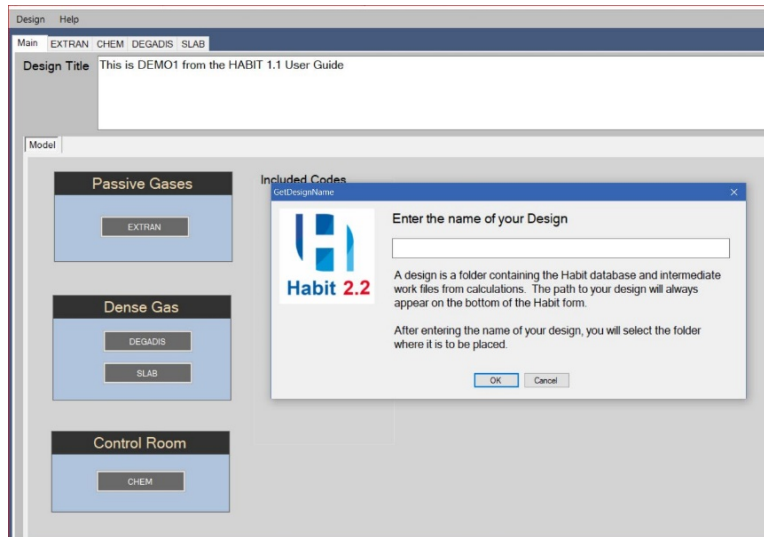 Design Help
Main EXTRAN CHEM DEGADIS SLAB
Design Title This is DEMO1 from the HABIT 1.1 User Guide
Model
Passive Gases
EXTRAN
Dense Gas
DEGADIS
SLAB
Control Room
CHEM
Included Codes
GetDesignName
Habit 2.2
Enter the name of your Design
A design is a folder containing the Habit database and intermediate
work files from calculations. The path to your design will always
appear on the bottom of the Habit form.
After entering the name of your design, you will select the folder
where it is to be placed.
OK Cancel